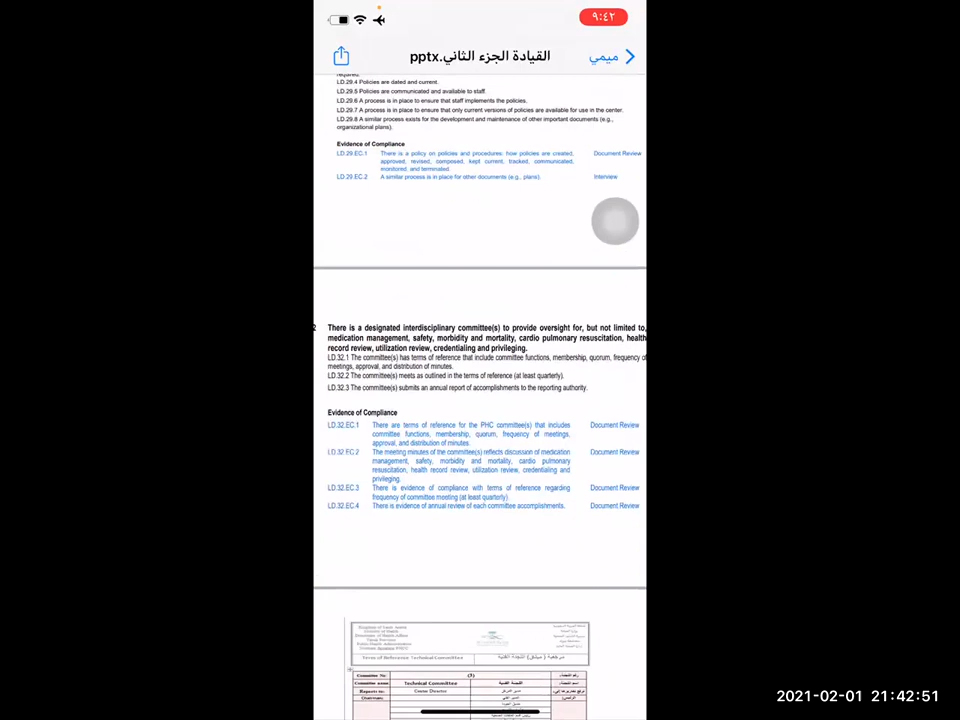 ٩:٤٢
القيادة الجزء الثاني.pptx
ميمي
required.
LD.29.4 Policies are dated and current.
LD.29.5 Policies are communicated and available to staff.
LD.29.6 A process is in place to ensure that staff implements the policies.
LD.29.7 A process is in place to ensure that only current versions of policies are available for use in the center.
LD.29.8 A similar process exists for the development and maintenance of other important documents (e.g.,
organizational plans).
Evidence of Compliance
LD.29.EC.1 There is a policy on policies and procedures: how policies are created, Document Review
approved, revised, composed, kept current, tracked, communicated,
monitored, and terminated.
LD.29.EC.2 A similar process is in place for other documents (e.g., plans). Interview
2 There is a designated interdisciplinary committee(s) to provide oversight for, but not limited to,
medication management, safety, morbidity and mortality, cardio pulmonary resuscitation, health
record review, utilization review, credentialing and privileging.
LD.32.1 The committee(s) has terms of reference that include committee functions, membership, quorum, frequency of
meetings, approval, and distribution of minutes.
LD.32.2 The committee(s) meets as outlined in the terms of reference (at least quarterly).
LD.32.3 The committee(s) submits an annual report of accomplishments to the reporting authority.
Evidence of Compliance
LD.32.EC.1 There are terms of reference for the PHC committee(s) that includes Document Review
committee functions, membership, quorum, frequency of meetings,
approval, and distribution of minutes.
LD.32.EC.2 The meeting minutes of the committee(s) reflects discussion of medication Document Review
management, safety, morbidity and mortality, cardio pulmonary
resuscitation, health record review, utilization review, credentialing and
privileging.
LD.32.EC.3 There is evidence of compliance with terms of reference regarding Document Review
frequency of committee meeting (at least quarterly)
LD.32.EC.4 There is evidence of annual review of each committee accomplishments. Document Review
Terms of Reference Technical Committee
Committee No: (3) رقم اللجنة:
Committee name: Technical Committee اللجنة الفنية اسم اللجنة:
Reports to: مدير المركز
Chairman: المدير الفني
2021-02-01 21:42:51